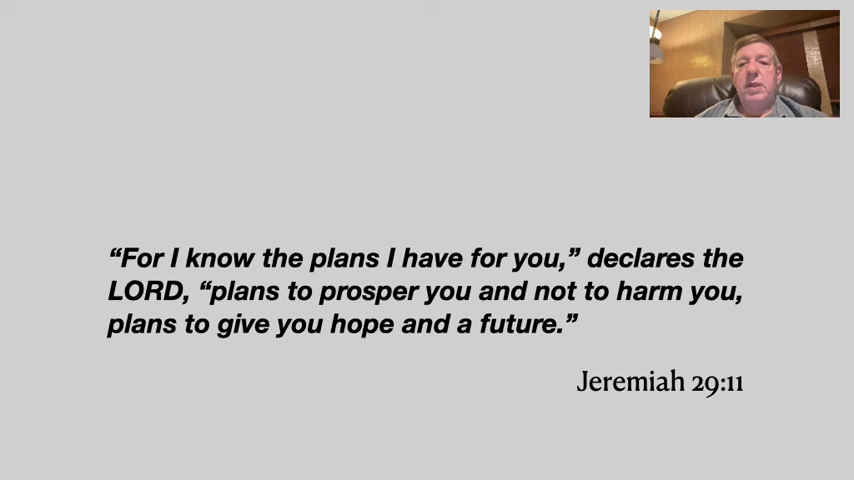 “For I know the plans I have for you,” declares the
LORD, “plans to prosper you and not to harm you,
plans to give you hope and a future.”
Jeremiah 29:11